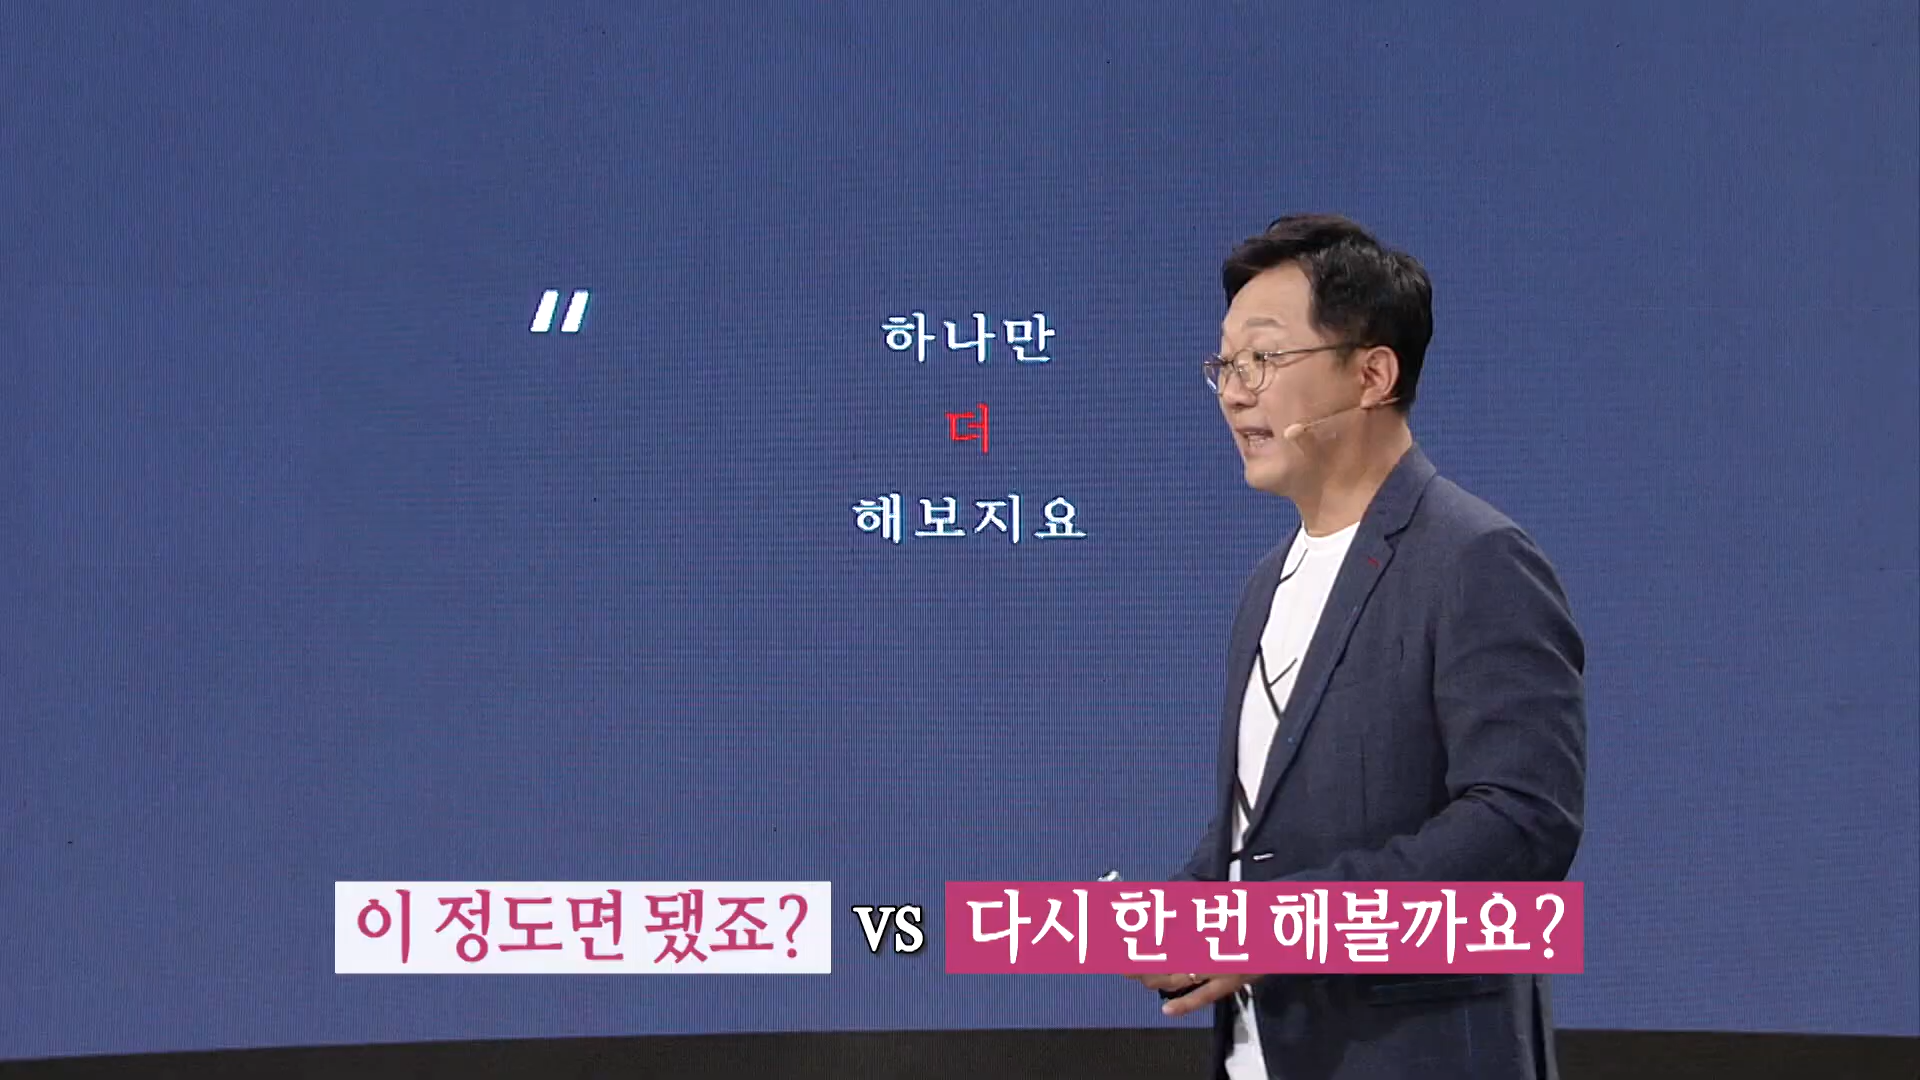 "
하나만
더
해보지요
이 정도면 됐죠? vs 다시 한 번 해볼까요?